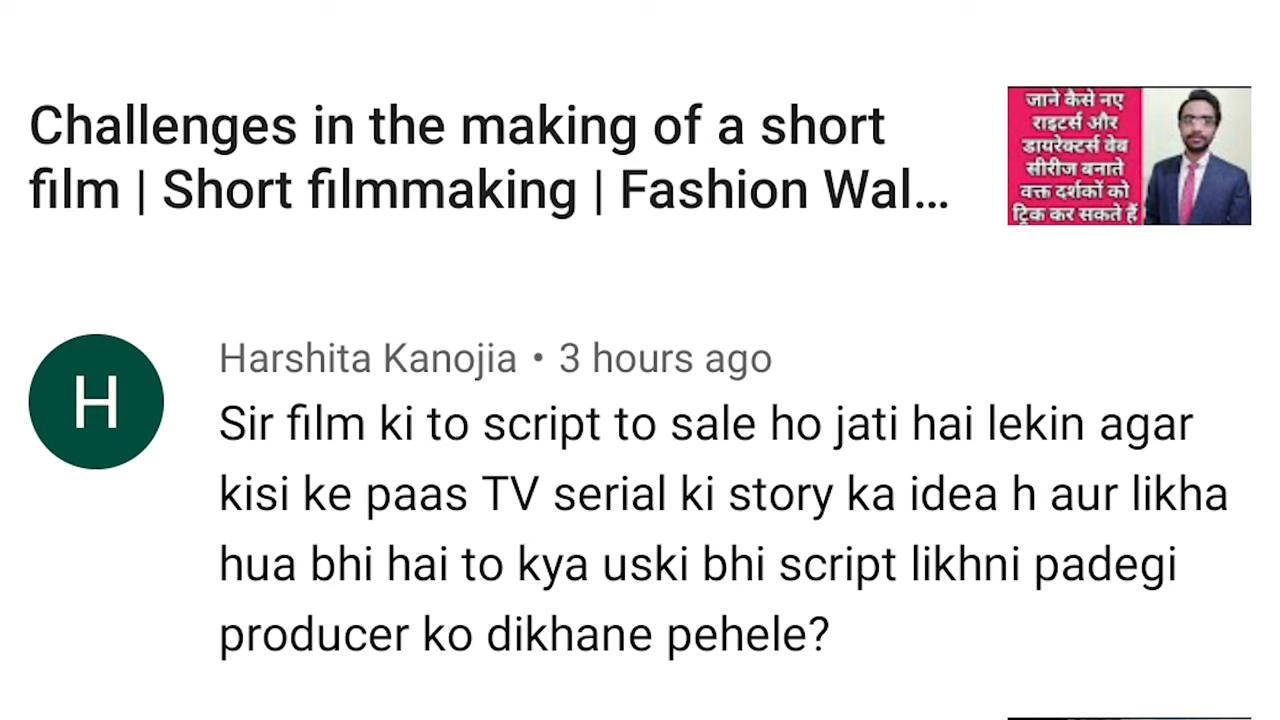 Challenges in the making of a short
film | Short filmmaking | Fashion Wal...
जाने कैसे नए
राइटर्स और
डायरेक्टर्स वेब
सीरीज बनाते
वक्त दर्शकों को
ट्रिक कर सकते हैं
H
Harshita Kanojia • 3 hours ago
Sir film ki to script to sale ho jati hai lekin agar
kisi ke paas TV serial ki story ka idea h aur likha
hua bhi hai to kya uski bhi script likhni padegi
producer ko dikhane pehele?